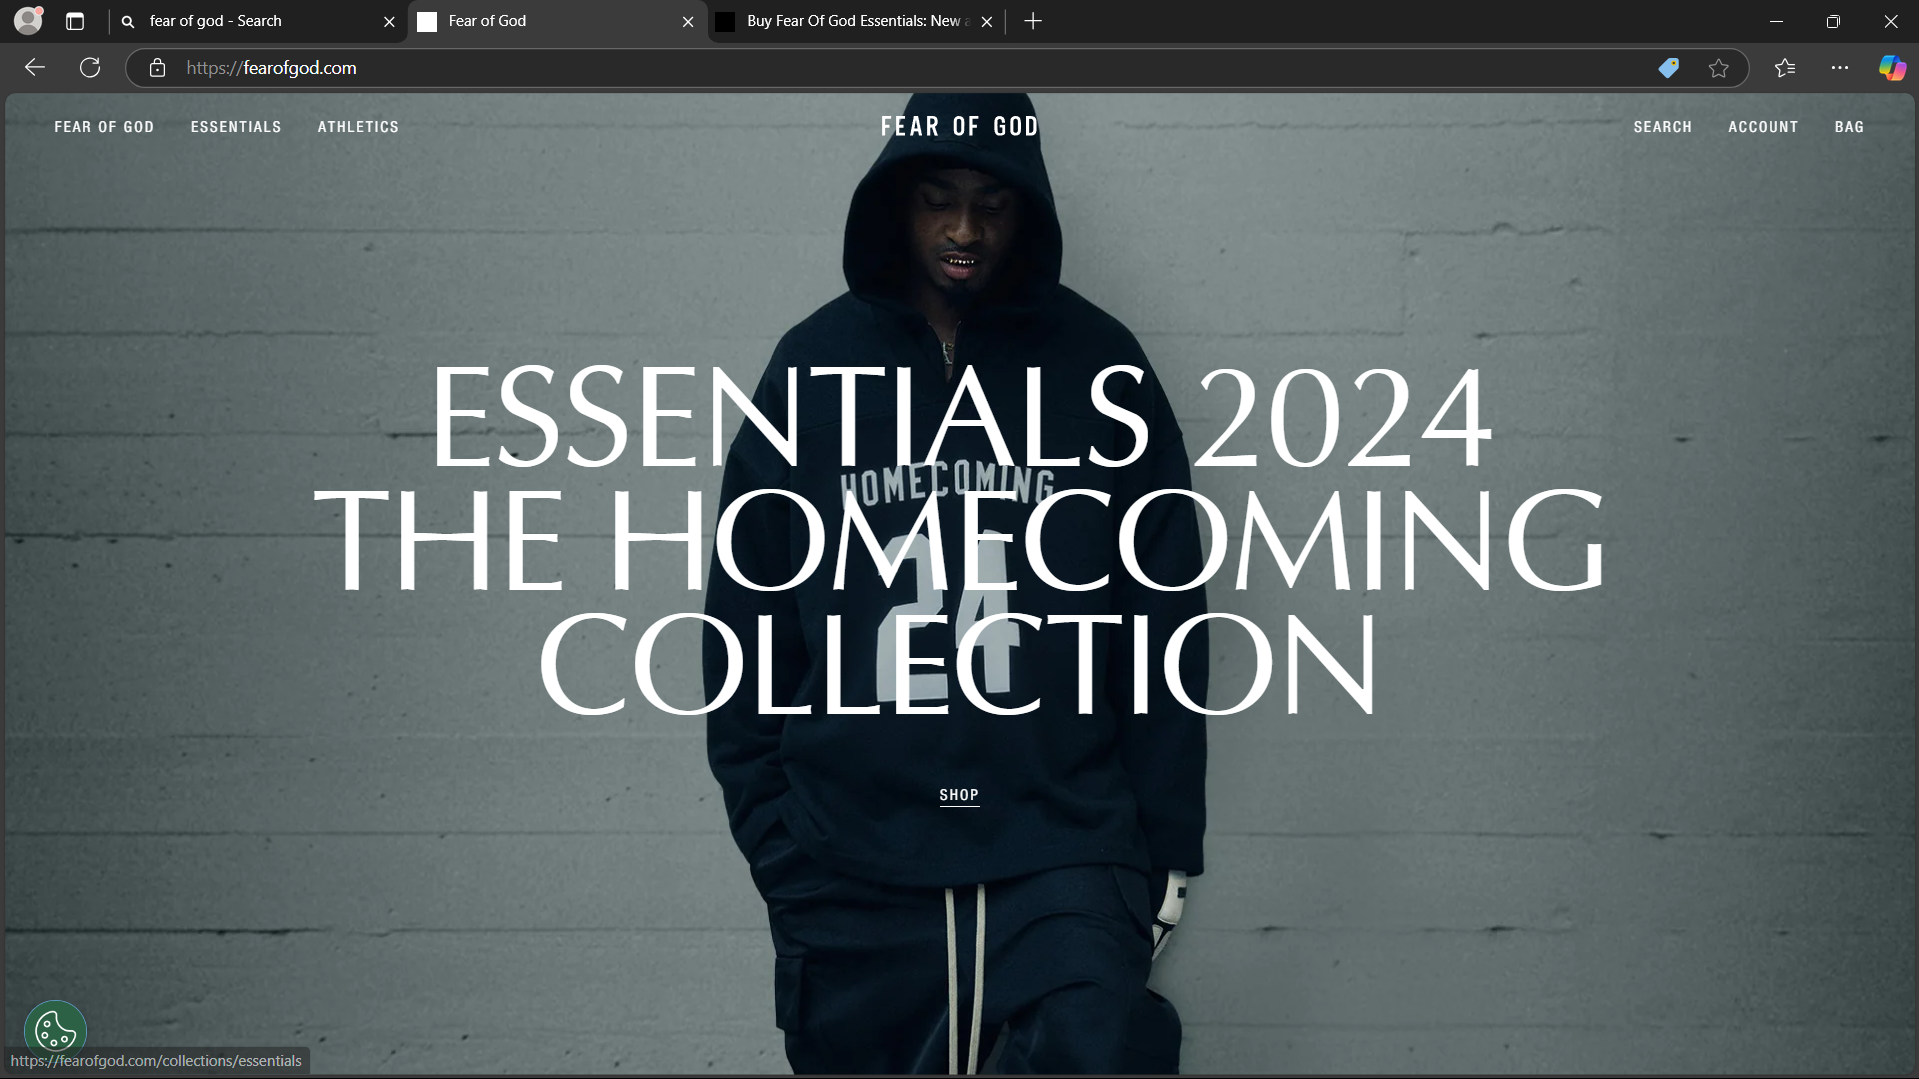 fear of god - Search
Fear of God
Buy Fear Of God Essentials: New
https://fearofgod.com
FEAR OF GOD
ESSENTIALS
ATHLETICS
FEAR OF GOD
SEARCH
ACCOUNT
BAG
ESSENTIALS 2024
THE HOMECOMING
COLLECTION
HOMECOMING
24
SHOP
https://fearofgod.com/collections/essentials